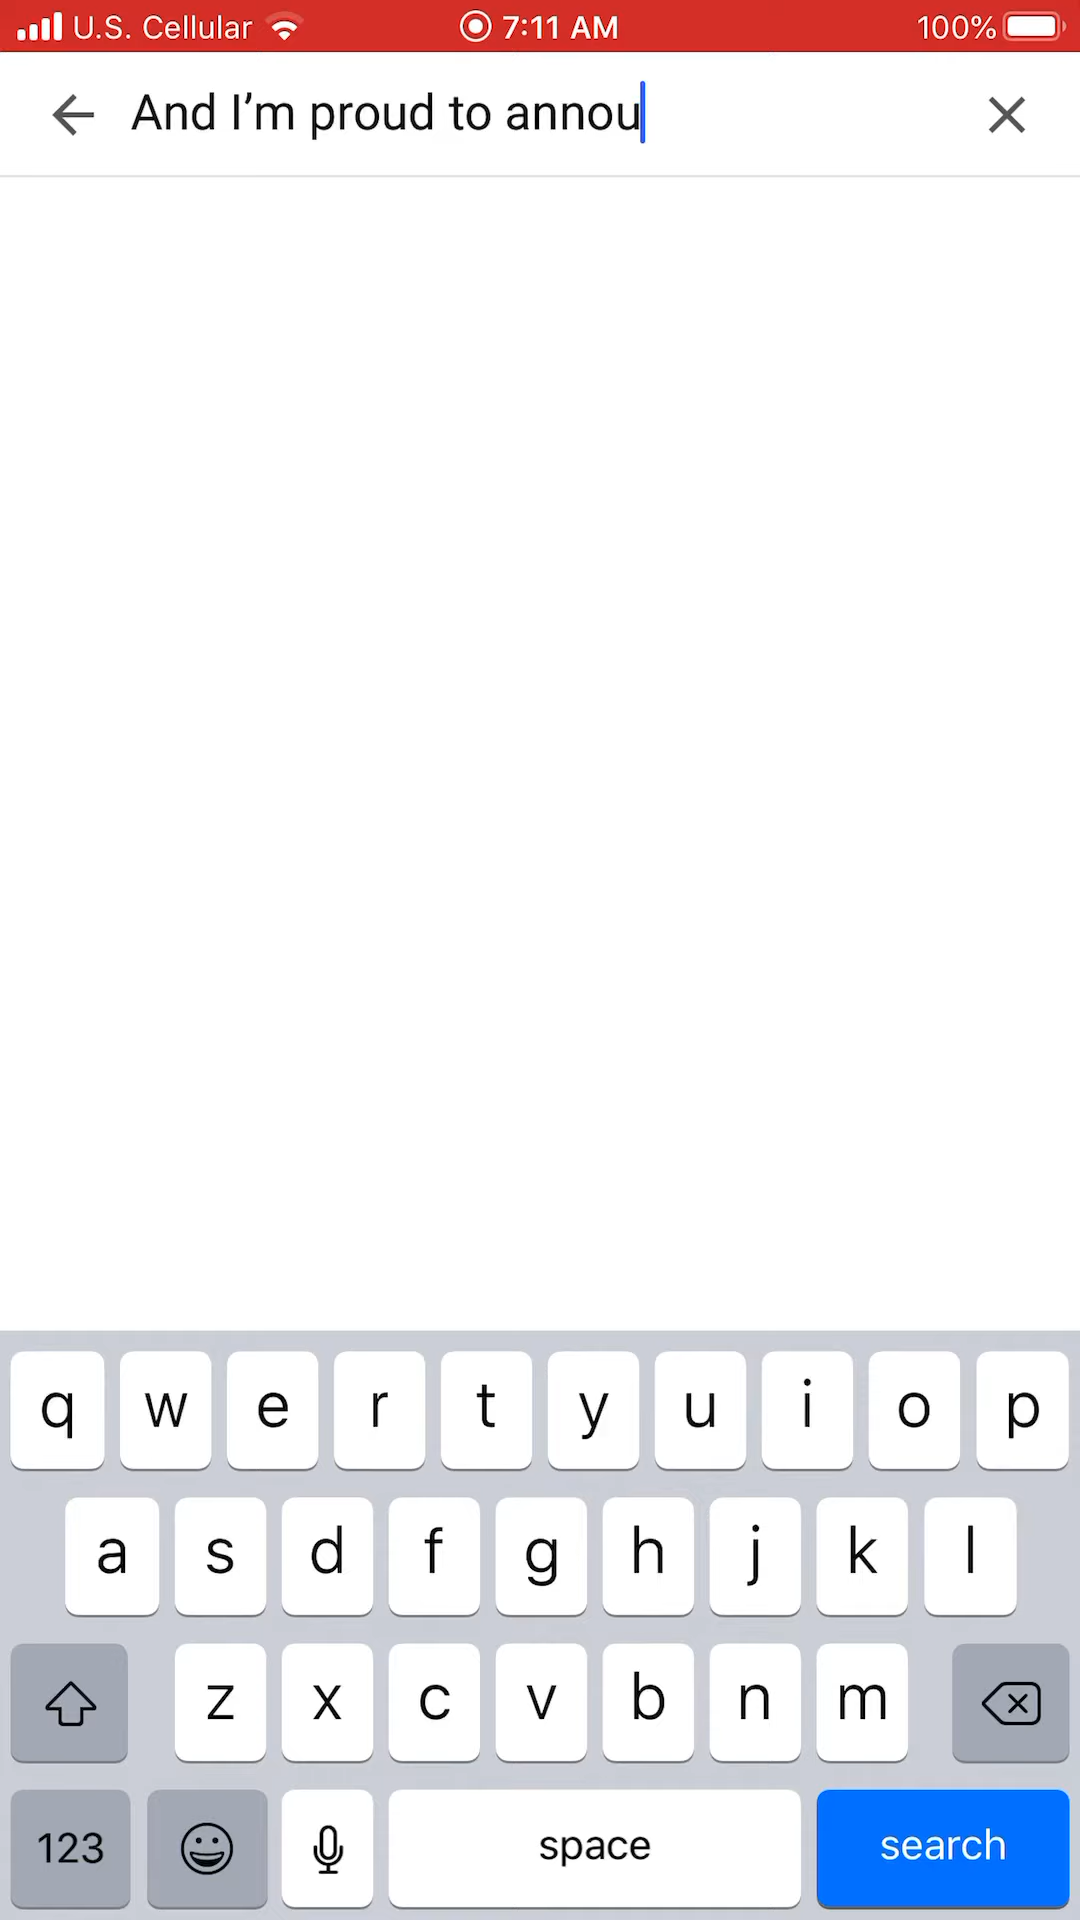 U.S. Cellular 7:11 AM 100%
And I’m proud to annou
q w e r t y u i o p
a s d f g h j k l
z x c v b n m
123 space search